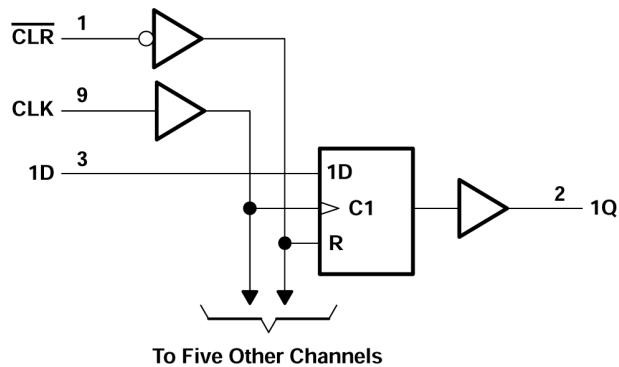 CLR 1
CLK 9
1D 3
1D
C1
R
2 1Q
To Five Other Channels